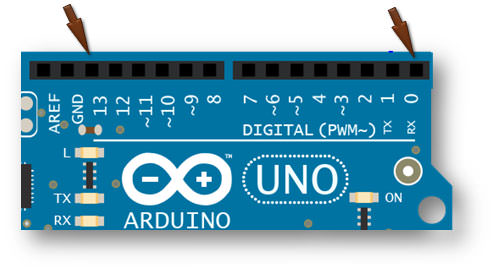 AREF GND 13 12 ~11 ~10 ~9 8 7 ~6 ~5 4 ~3 2 1 0
DIGITAL (PWM~) TX RX
L
TX
RX
ARDUINO
™
UNO
ON